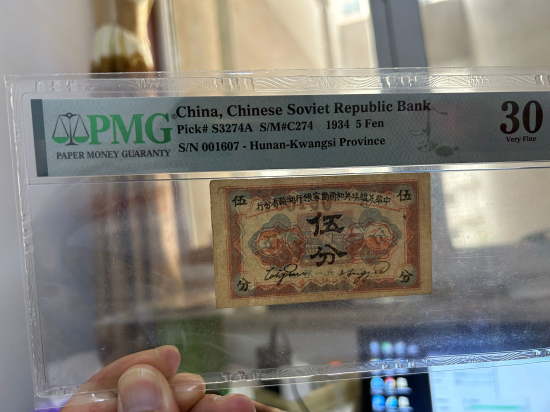 PMG
PAPER MONEY GUARANTY
China, Chinese Soviet Republic Bank
Pick# S3274A S/M#C274 1934 5 Fen
S/N 001607 - Hunan-Kwangsi Province
30
Very Fine
伍 伍
伍
分
分 分